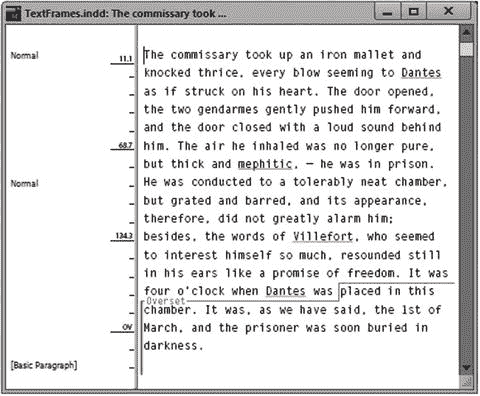 TextFrames.indd: The commissary took ...
Normal
11.1
The commissary took up an iron mallet and
knocked thrice, every blow seeming to Dantes
as if struck on his heart. The door opened,
the two gendarmes gently pushed him forward,
and the door closed with a loud sound behind
68.7
him. The air he inhaled was no longer pure,
but thick and mephitic, — he was in prison.
Normal
He was conducted to a tolerably neat chamber,
but grated and barred, and its appearance,
therefore, did not greatly alarm him;
134.3
besides, the words of Villefort, who seemed
to interest himself so much, resounded still
in his ears like a promise of freedom. It was
four o'clock when Dantes was placed in this
Overset
chamber. It was, as we have said, the 1st of
OV
March, and the prisoner was soon buried in
darkness.
[Basic Paragraph]